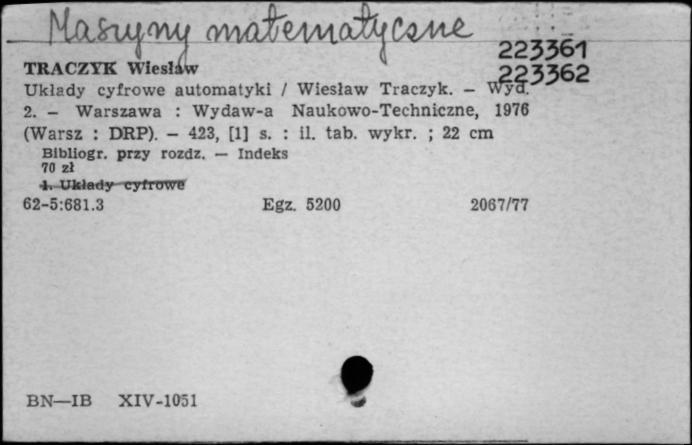 Maszyny matematyczne
223361
TRACZYK Wiesław
223362
Układy cyfrowe automatyki / Wiesław Traczyk. — Wyd.
2. — Warszawa : Wydaw-a Naukowo-Techniczne, 1976
(Warsz : DRP). — 423, [1] s. : il. tab. wykr. ; 22 cm
Bibliogr. przy rozdz. — Indeks
70 zł
1. Układy cyfrowe
62-5:681.3 Egz. 5200 2067/77
BN—IB XIV-1051